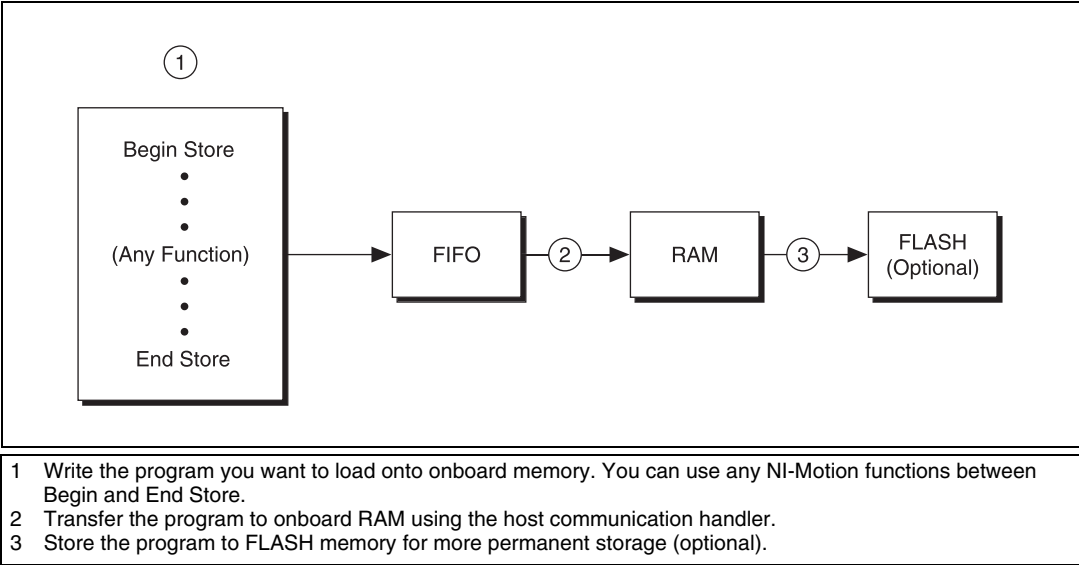 1
Begin Store
(Any Function)
End Store
FIFO
2
RAM
3
FLASH
(Optional)
1 Write the program you want to load onto onboard memory. You can use any NI-Motion functions between
Begin and End Store.
2 Transfer the program to onboard RAM using the host communication handler.
3 Store the program to FLASH memory for more permanent storage (optional).